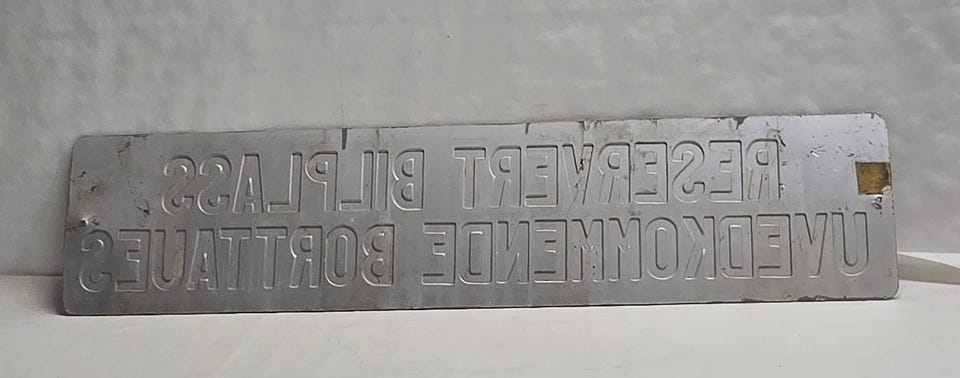 RESERVERT BILPLASS
UVEDKOMMENDE BORTTAUES